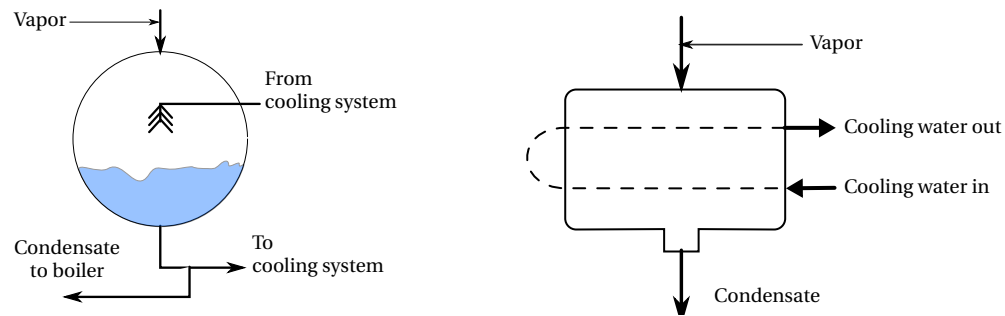 Vapor
From
cooling system
Condensate
to boiler
To
cooling system
Vapor
Cooling water out
Cooling water in
Condensate